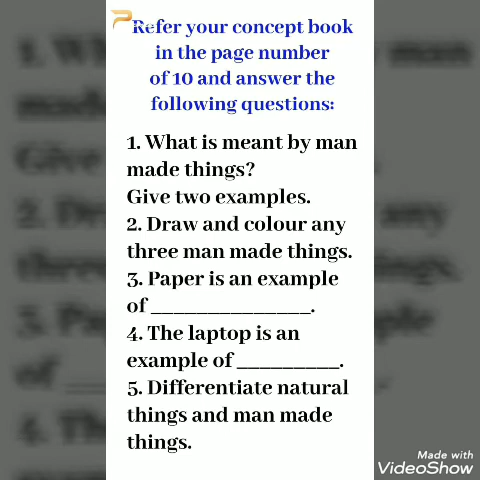 Refer your concept book
in the page number
of 10 and answer the
following questions:
1. What is meant by man
made things?
Give two examples.
2. Draw and colour any
three man made things.
3. Paper is an example
of ______________.
4. The laptop is an
example of _________.
5. Differentiate natural
things and man made
things.
Made with
VideoShow